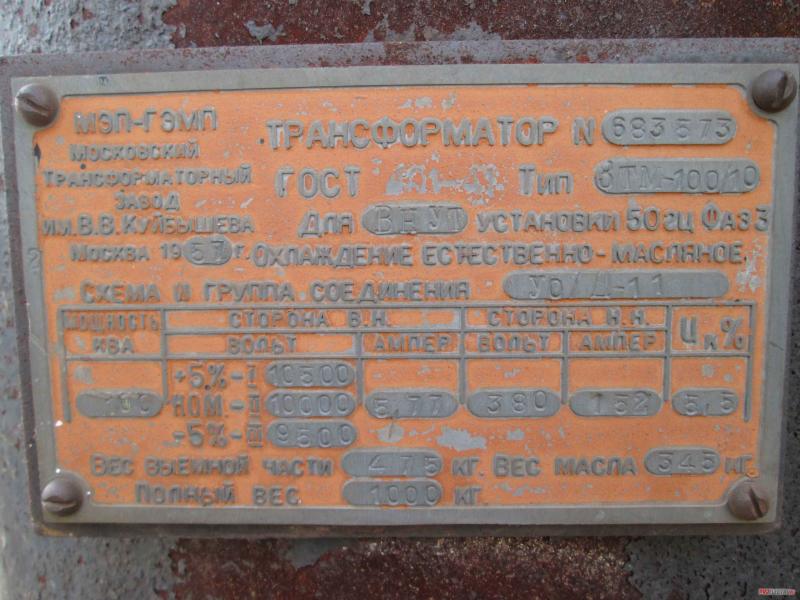 МЭП-ГЭМП
Московский
трансформаторный
завод
им. В.В. Куйбышева
Москва 1957 г.
ТРАНСФОРМАТОР N 683573
ГОСТ 401-41 Тип ЗТМ-100/10
Для ВНУТ установки 50 гц Фаз 3
Охлаждение естественно-масляное
Схема и группа соединения Уо/Д-11
Мощность ква
Сторона В.Н.
Сторона Н.Н.
Uк%
Вольт Ампер Вольт Ампер
+5%-I 10500
100 Ном.-II 10000 5,77 380 152 5,5
-5%-III 9500
Вес выемной части 475 кг. Вес масла 345 кг
Полный вес 1000 кг